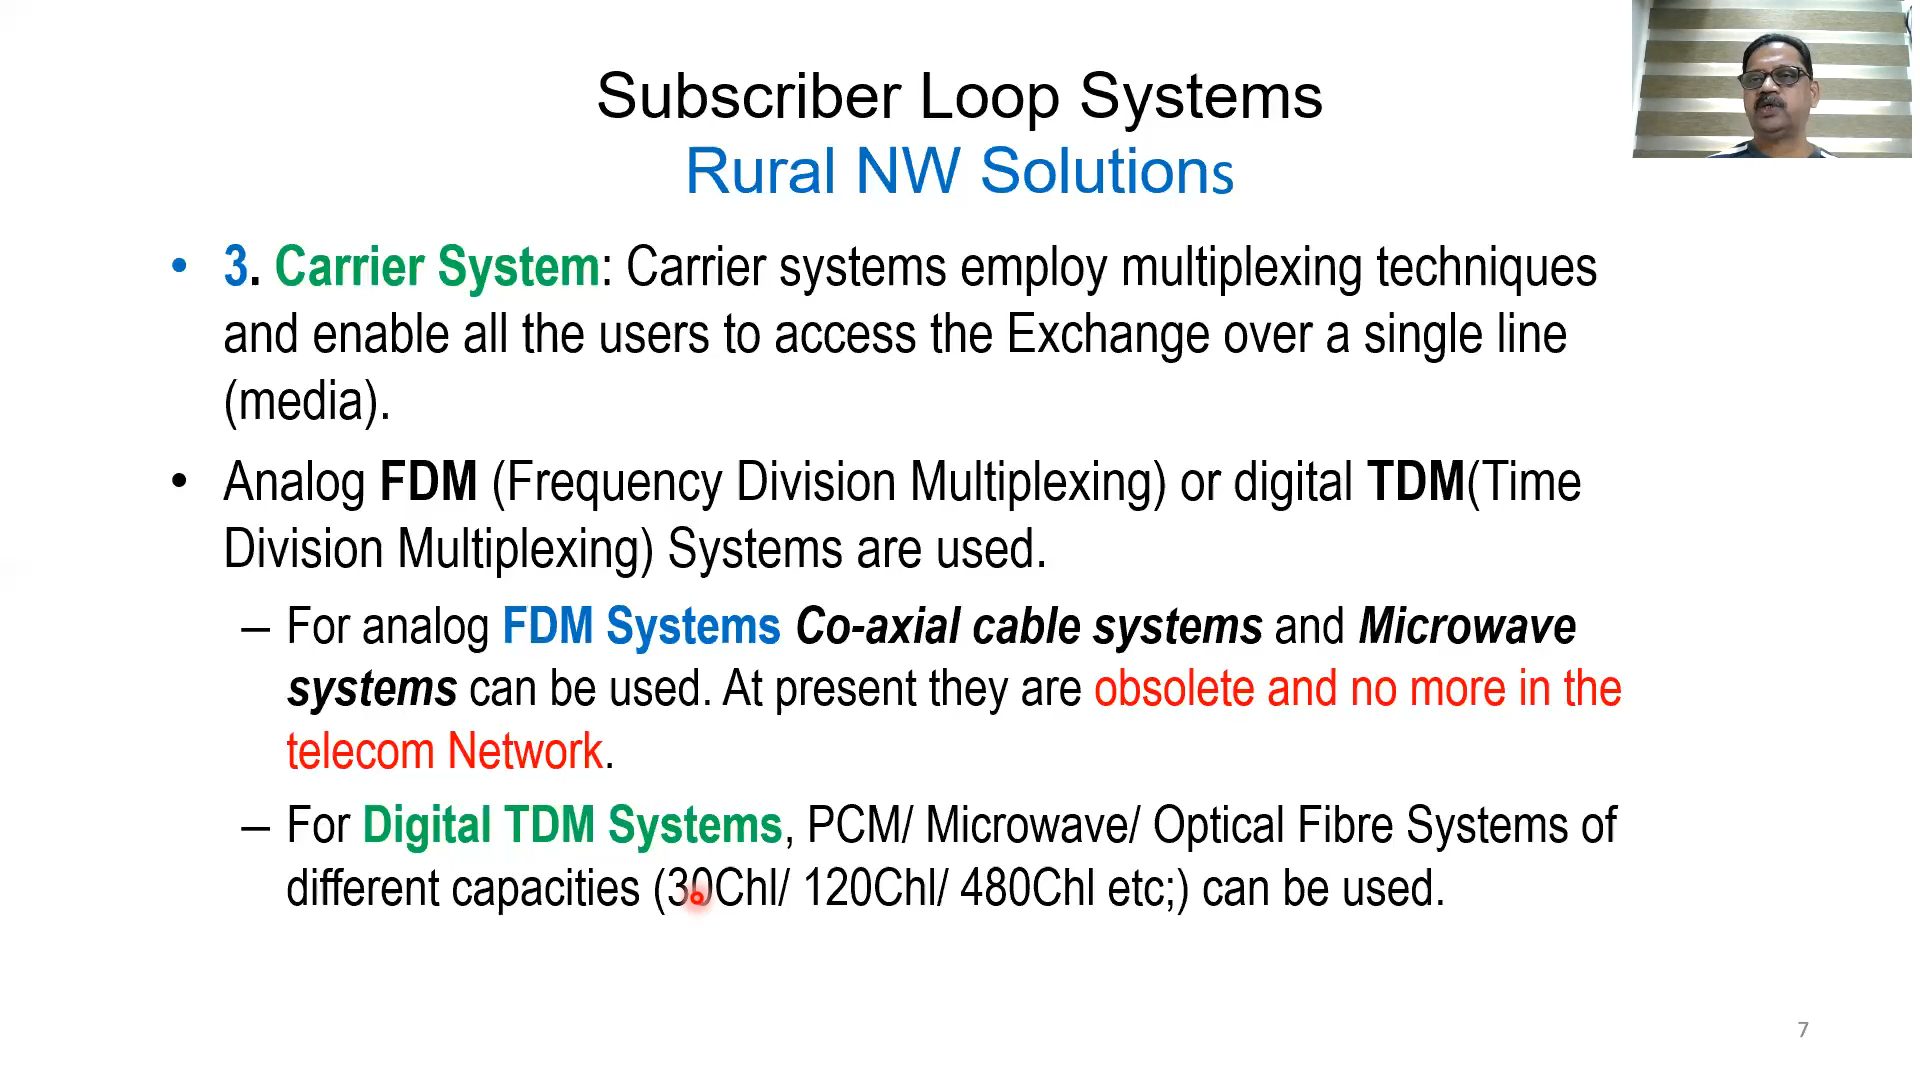 Subscriber Loop Systems
Rural NW Solutions
• 3. Carrier System: Carrier systems employ multiplexing techniques
and enable all the users to access the Exchange over a single line
(media).
• Analog FDM (Frequency Division Multiplexing) or digital TDM(Time
Division Multiplexing) Systems are used.
– For analog FDM Systems Co-axial cable systems and Microwave
systems can be used. At present they are obsolete and no more in the
telecom Network.
– For Digital TDM Systems, PCM/ Microwave/ Optical Fibre Systems of
different capacities (30Chl/ 120Chl/ 480Chl etc;) can be used.
7